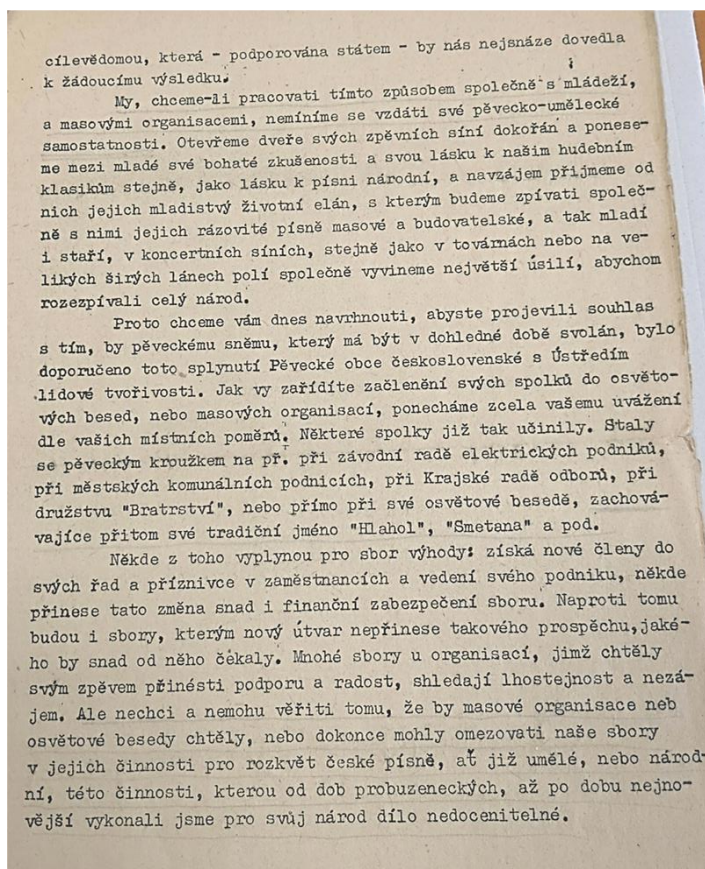 cílevědomou, která - podporována státem - by nás nejsnáze dovedla
k žádoucímu výsledku.
My, chceme-li pracovati tímto způsobem společně s mládeží,
a masovými organisacemi, nemíníme se vzdáti své pěvecko-umělecké
samostatnosti. Otevřeme dveře svých zpěvních síní dokořán a ponese-
me mezi mladé své bohaté zkušenosti a svou lásku k našim hudebním
klasikům stejně, jako lásku k písni národní, a navzájem přijmeme od
nich jejich mladistvý životní elán, s kterým budeme zpívati společ-
ně s nimi jejich rázovité písně masové a budovatelské, a tak mladí
i staří, v koncertních síních, stejně jako v továrnách nebo na ve-
likých širých lánech polí společně vyvineme největší úsilí, abychom
rozezpívali celý národ.
Proto chceme vám dnes navrhnouti, abyste projevili souhlas
s tím, by pěveckému sněmu, který má být v dohledné době svolán, bylo
doporučeno toto splynutí Pěvecké obce československé s Ústředím
lidové tvořivosti. Jak vy zařídíte začlenění svých spolků do osvěto-
vých besed, nebo masových organisací, ponecháme zcela vašemu uvážení
dle vašich místních poměrů. Některé spolky již tak učinily. Staly
se pěveckým kroužkem na př. při závodní radě elektrických podniků,
při městských komunálních podnicích, při Krajské radě odborů, při
družstvu "Bratrství", nebo přímo při své osvětové besedě, zachová-
vajíce přitom své tradiční jméno "Hlahol", "Smetana" a pod.
Někde z toho vyplynou pro sbor výhody: získá nové členy do
svých řad a příznivce v zaměstnancích a vedení svého podniku, někde
přinese tato změna snad i finanční zabezpečení sboru. Naproti tomu
budou i sbory, kterým nový útvar nepřinese takového prospěchu,jaké-
ho by snad od něho čekaly. Mnohé sbory u organisací, jimž chtěly
svým zpěvem přinésti podporu a radost, shledají lhostejnost a nezá-
jem. Ale nechci a nemohu věřiti tomu, že by masové organisace neb
osvětové besedy chtěly, nebo dokonce mohly omezovati naše sbory
v jejich činnosti pro rozkvět české písně, ať již umělé, nebo národ-
ní, této činnosti, kterou od dob probuzeneckých, až po dobu nejno-
vější vykonali jsme pro svůj národ dílo nedocenitelné.